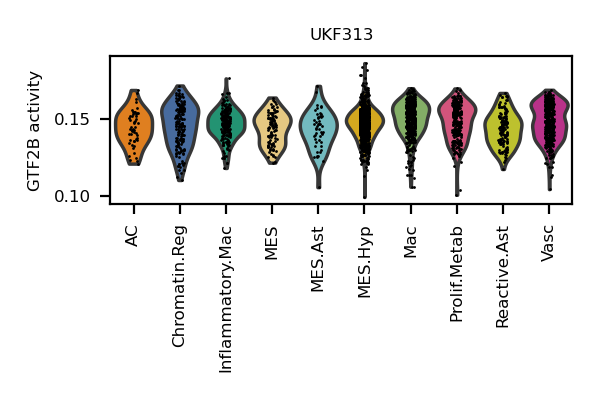 UKF313
GTF2B activity
0.15
0.10
AC
Chromatin.Reg
Inflammatory.Mac
MES
MES.Ast
MES.Hyp
Mac
Prolif.Metab
Reactive.Ast
Vasc